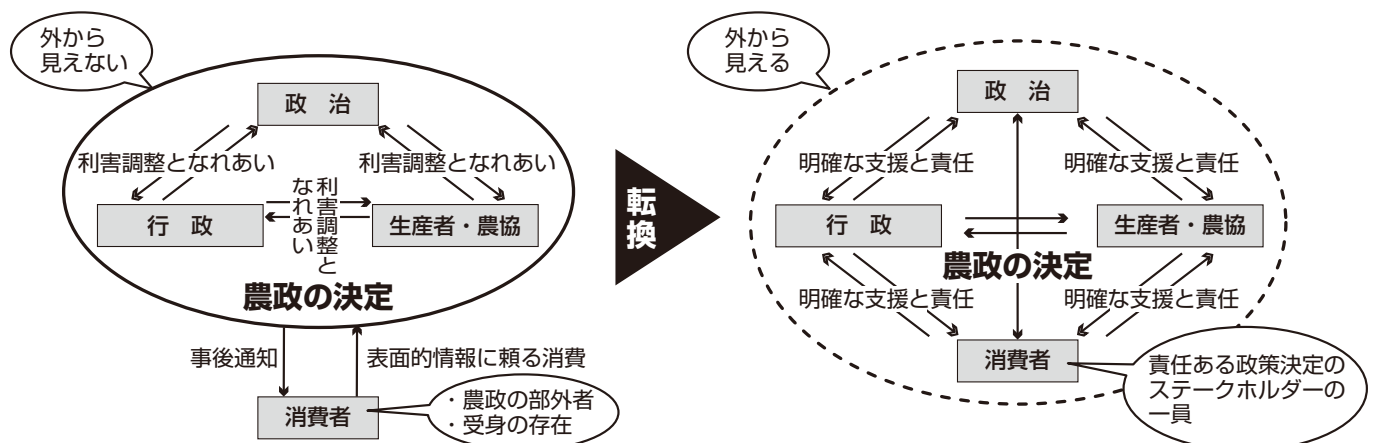 外から
見えない
政　治
利害調整となれあい
利害調整となれあい
利害調整と
なれあい
行　政
生産者・農協
農政の決定
事後通知
表面的情報に頼る消費
消費者
・農政の部外者
・受身の存在
転換
外から
見える
政　治
明確な支援と責任
明確な支援と責任
行　政
生産者・農協
農政の決定
明確な支援と責任
明確な支援と責任
消費者
責任ある政策決定の
ステークホルダーの
一員